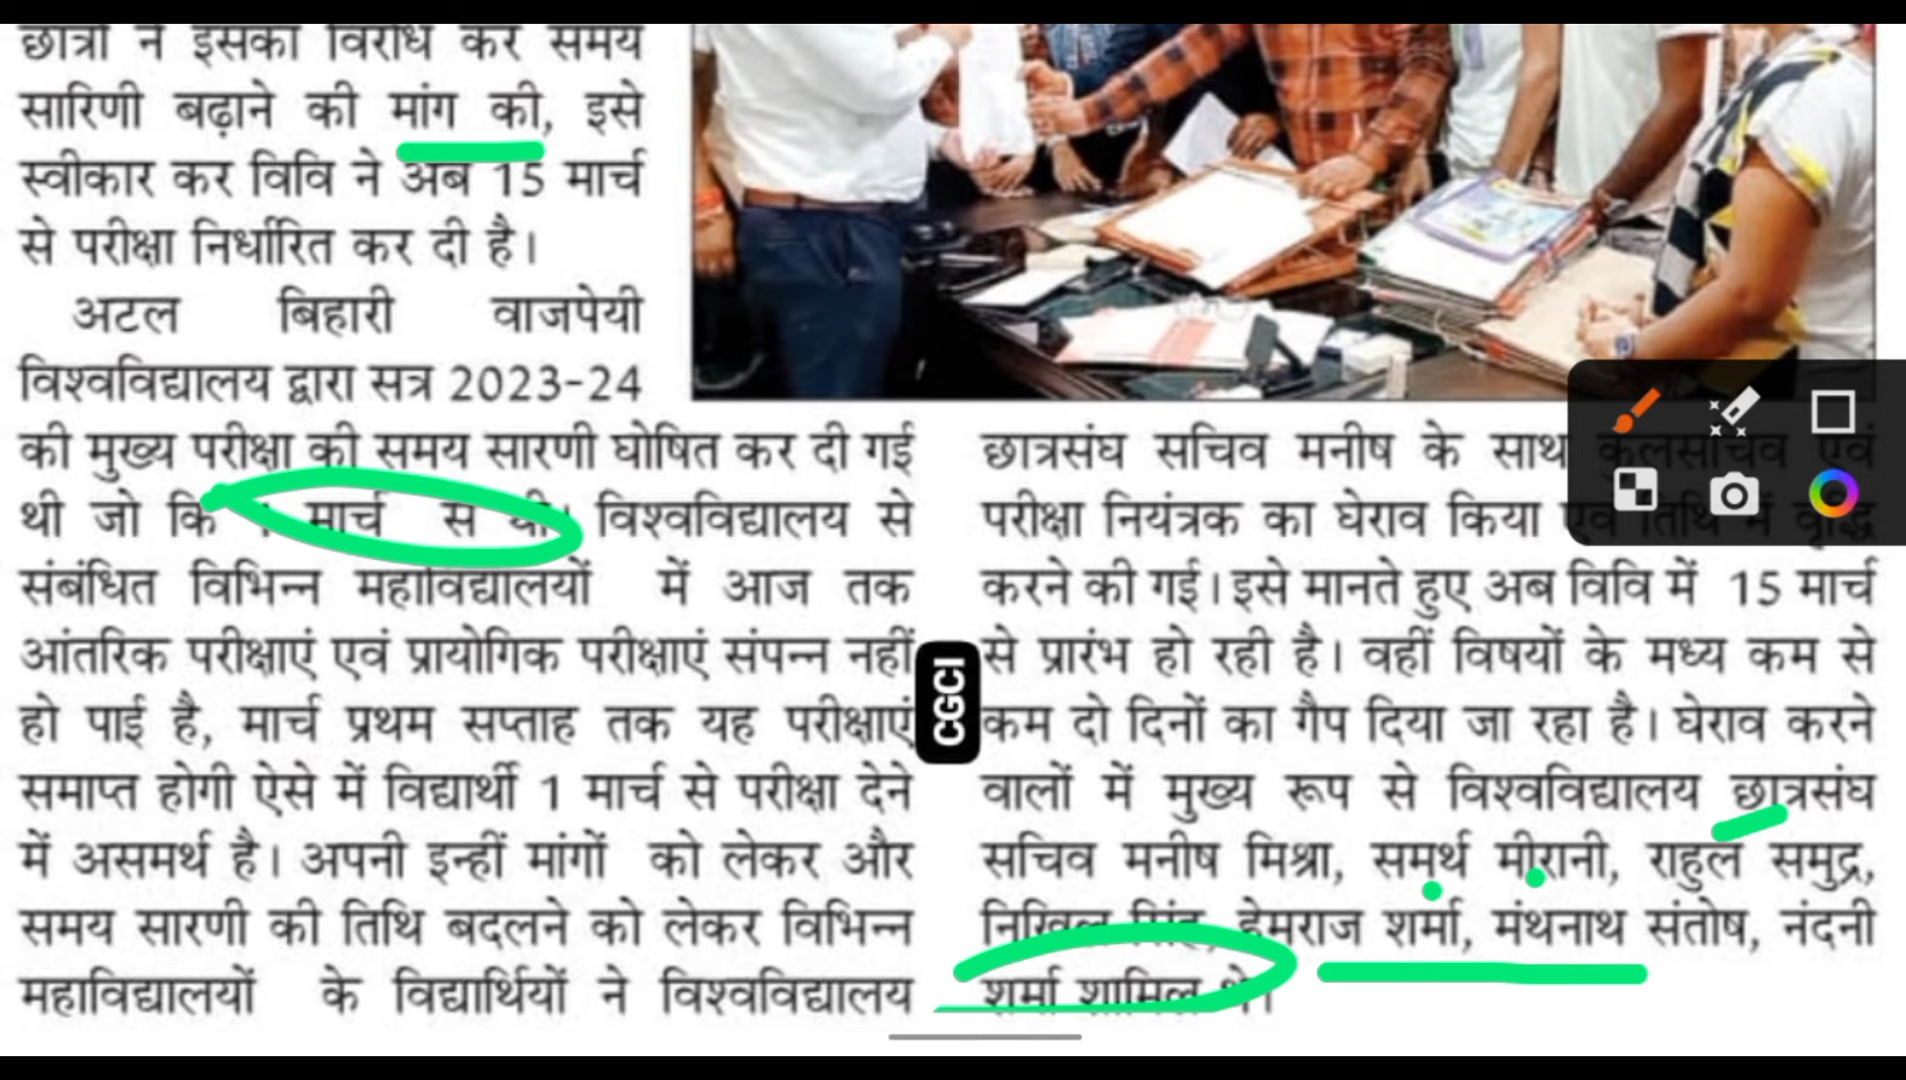 छात्रों ने इसका विरोध कर समय
सारिणी बढ़ाने की मांग की, इसे
स्वीकार कर विवि ने अब 15 मार्च
से परीक्षा निर्धारित कर दी है।
अटल बिहारी वाजपेयी
विश्वविद्यालय द्वारा सत्र 2023-24
की मुख्य परीक्षा की समय सारणी घोषित कर दी गई
थी जो कि 1 मार्च से थी। विश्वविद्यालय से
संबंधित विभिन्न महाविद्यालयों में आज तक
आंतरिक परीक्षाएं एवं प्रायोगिक परीक्षाएं संपन्न नहीं
हो पाई है, मार्च प्रथम सप्ताह तक यह परीक्षाएं
समाप्त होगी ऐसे में विद्यार्थी 1 मार्च से परीक्षा देने
में असमर्थ है। अपनी इन्हीं मांगों को लेकर और
समय सारणी की तिथि बदलने को लेकर विभिन्न
महाविद्यालयों के विद्यार्थियों ने विश्वविद्यालय
छात्रसंघ सचिव मनीष के साथ कुलसचिव एवं
परीक्षा नियंत्रक का घेराव किया एवं तिथि में वृद्धि
करने की गई। इसे मानते हुए अब विवि में 15 मार्च
से प्रारंभ हो रही है। वहीं विषयों के मध्य कम से
कम दो दिनों का गैप दिया जा रहा है। घेराव करने
वालों में मुख्य रूप से विश्वविद्यालय छात्रसंघ
सचिव मनीष मिश्रा, समर्थ मीरानी, राहुल समुद्र,
निखिल सिंह, हेमराज शर्मा, मंथनाथ संतोष, नंदनी
शर्मा शामिल थे।
CGCI